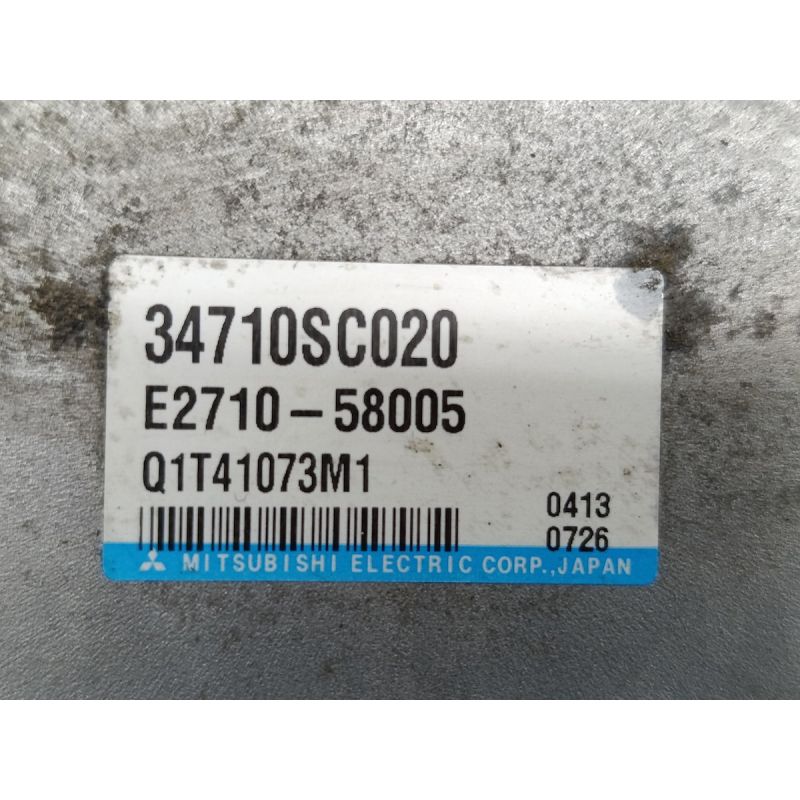 34710SC020
E2710-58005
Q1T41073M1
0413
0726
MITSUBISHI ELECTRIC CORP.,JAPAN